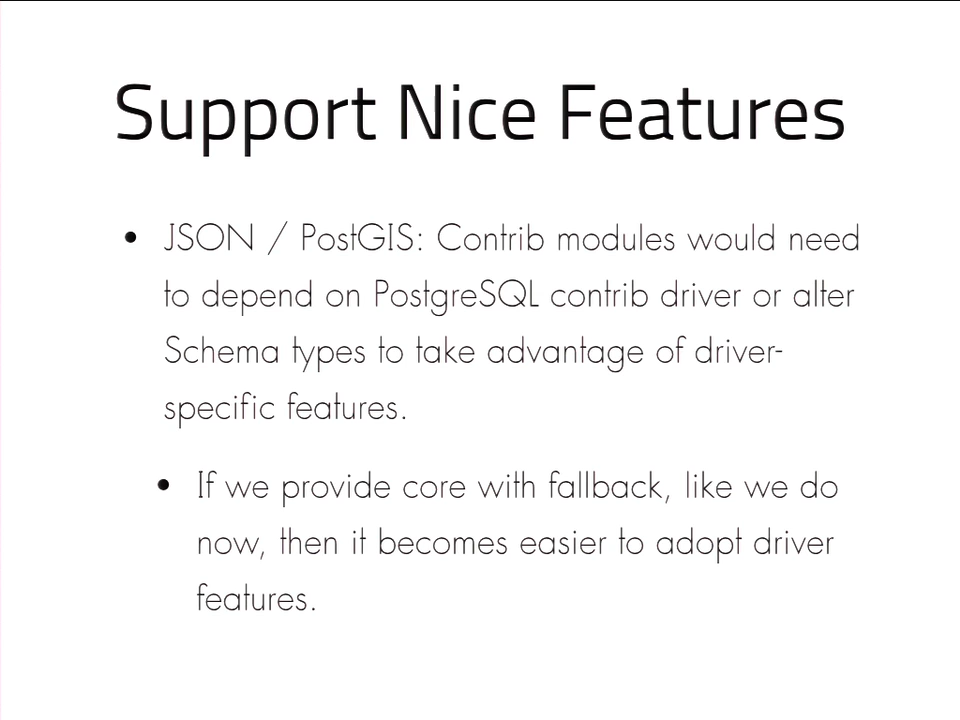 Support Nice Features
• JSON / PostGIS: Contrib modules would need
to depend on PostgreSQL contrib driver or alter
Schema types to take advantage of driver-
specific features.
• If we provide core with fallback, like we do
now, then it becomes easier to adopt driver
features.